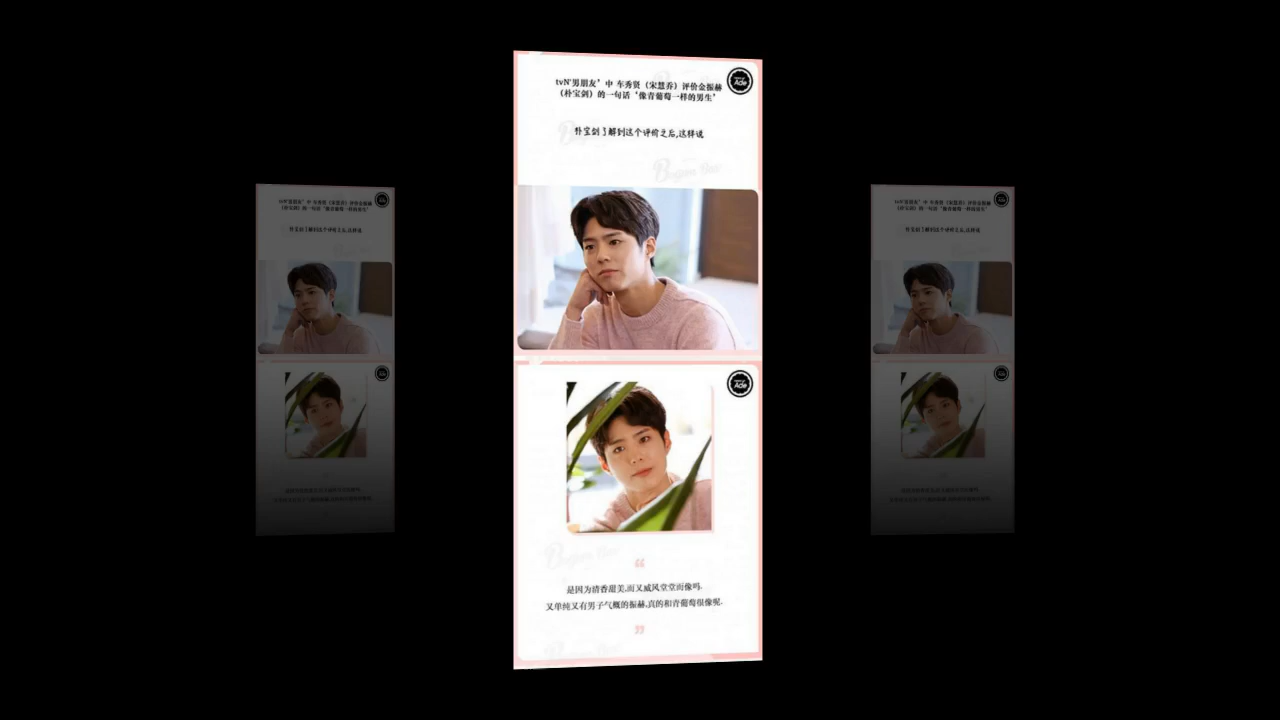 tvN'男朋友’中 车秀贤（宋慧乔）评价金振赫
（朴宝剑）的一句话‘像青葡萄一样的男生’
朴宝剑了解到这个评价之后,这样说
Bogum Bear
Ade
“
是因为清香甜美,而又威风堂堂而像吗.
又单纯又有男子气概的振赫,真的和青葡萄很像呢.
”